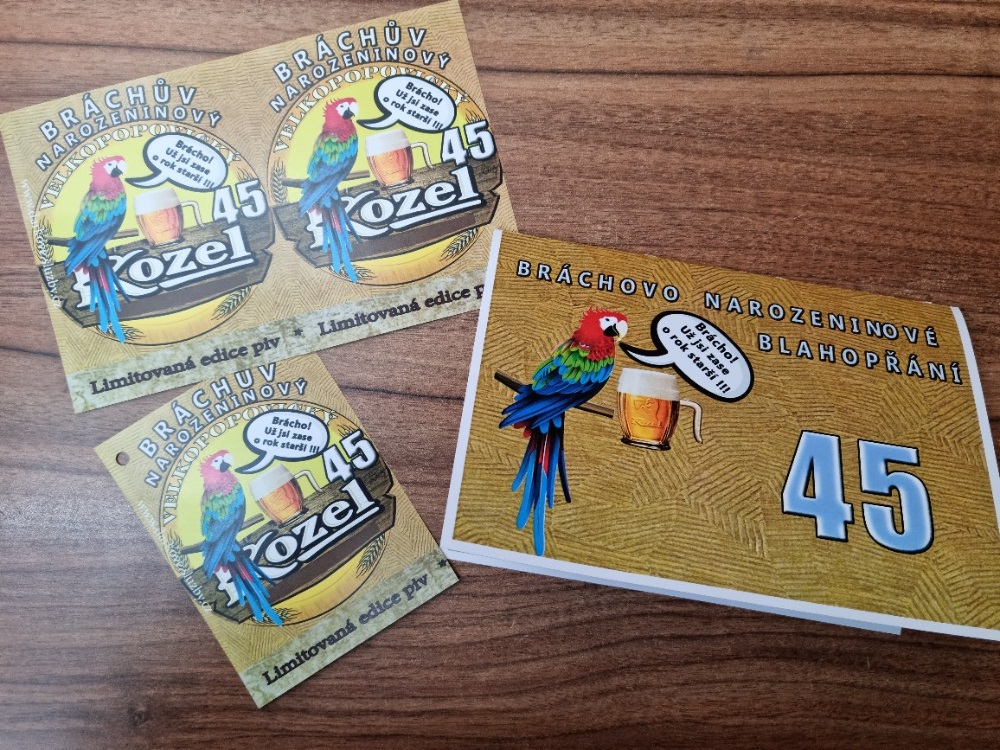 BRÁCHŮV
NAROZENINOVÝ
VELKOPOPOVICKÝ
Brácho!
Už jsi zase
o rok starší !!!
45
Kozel
Limitovaná edice piv *
BRÁCHŮV
NAROZENINOVÝ
VELKOPOPOVICKÝ
Brácho!
Už jsi zase
o rok starší !!!
45
Kozel
Limitovaná edice p
BRÁCHOVO NAROZENINOVÉ
BLAHOPŘÁNÍ
Brácho!
Už jsi zase
o rok starší !!!
45
BRÁCHŮV
NAROZENINOVÝ
VELKOPOPOVICKÝ
Brácho!
Už jsi zase
o rok starší !!!
45
Kozel
Limitovaná edice piv *